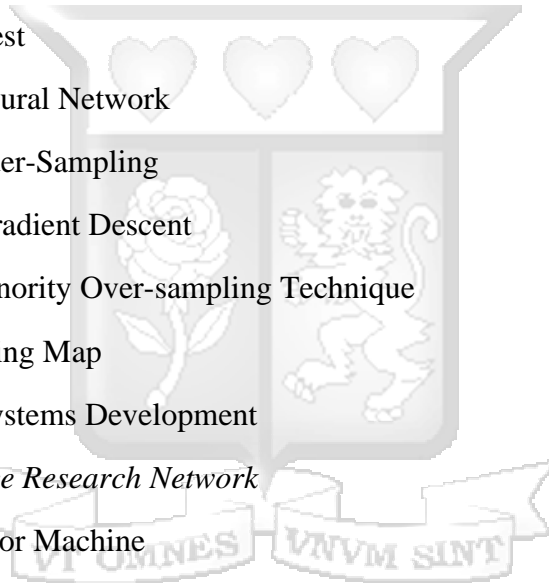 est
ural Network
er-Sampling
radient Descent
nority Over-sampling Technique
ing Map
ystems Development
e Research Network
or Machine
VT OMNES VNVM SINT